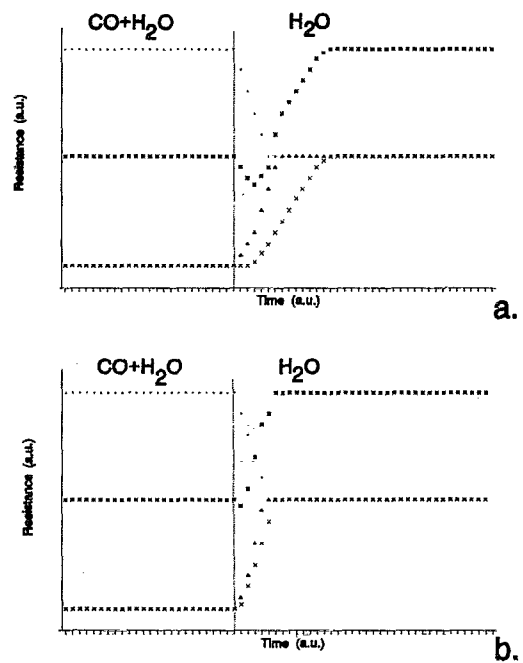 CO+H2O H2O
Resistance (a.u.)
Time (a.u.)
a.
CO+H2O H2O
Resistance (a.u.)
Time (a.u.)
b.